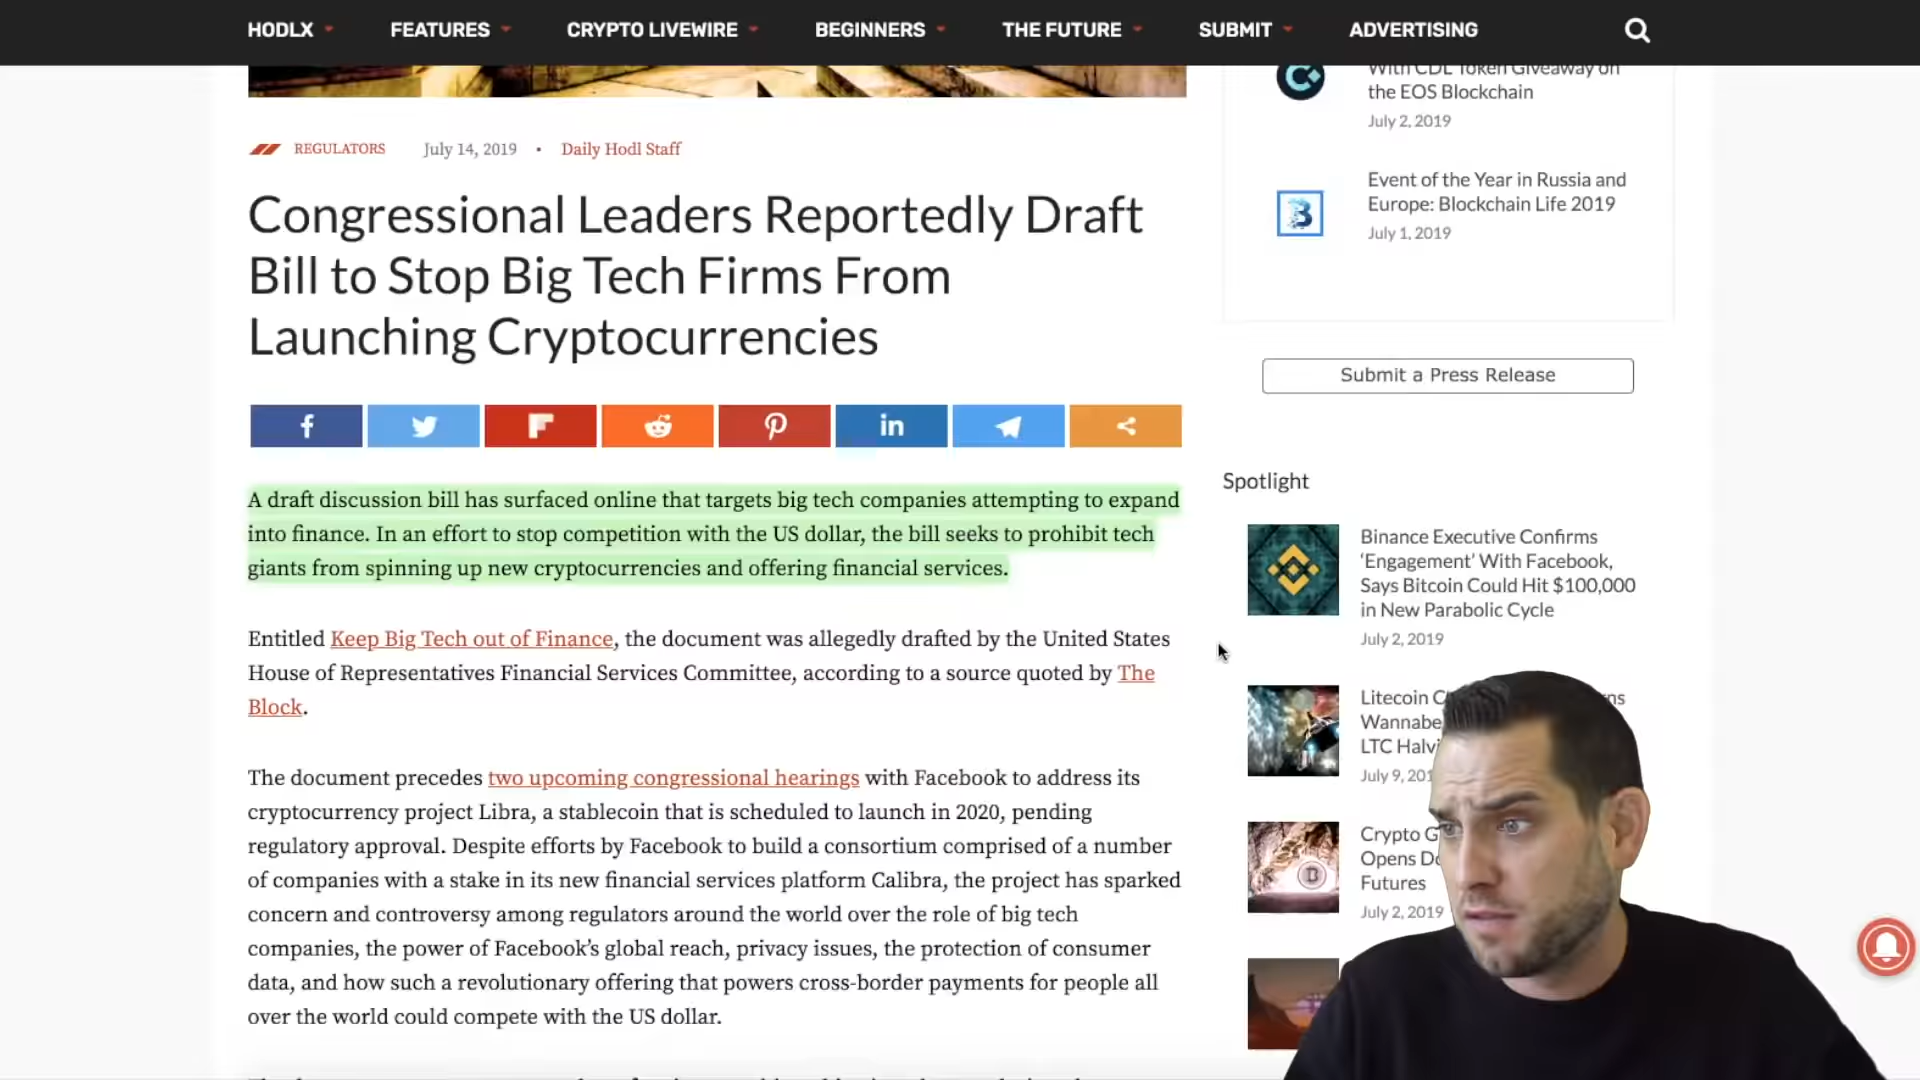 HODLX
FEATURES
CRYPTO LIVEWIRE
BEGINNERS
THE FUTURE
SUBMIT
ADVERTISING
REGULATORS
July 14, 2019 • Daily Hodl Staff
Congressional Leaders Reportedly Draft
Bill to Stop Big Tech Firms From
Launching Cryptocurrencies
A draft discussion bill has surfaced online that targets big tech companies attempting to expand
into finance. In an effort to stop competition with the US dollar, the bill seeks to prohibit tech
giants from spinning up new cryptocurrencies and offering financial services.
Entitled Keep Big Tech out of Finance, the document was allegedly drafted by the United States
House of Representatives Financial Services Committee, according to a source quoted by The
Block.
The document precedes two upcoming congressional hearings with Facebook to address its
cryptocurrency project Libra, a stablecoin that is scheduled to launch in 2020, pending
regulatory approval. Despite efforts by Facebook to build a consortium comprised of a number
of companies with a stake in its new financial services platform Calibra, the project has sparked
concern and controversy among regulators around the world over the role of big tech
companies, the power of Facebook’s global reach, privacy issues, the protection of consumer
data, and how such a revolutionary offering that powers cross-border payments for people all
over the world could compete with the US dollar.
With CDL Token Giveaway on
the EOS Blockchain
July 2, 2019
Event of the Year in Russia and
Europe: Blockchain Life 2019
July 1, 2019
Submit a Press Release
Spotlight
Binance Executive Confirms
‘Engagement’ With Facebook,
Says Bitcoin Could Hit $100,000
in New Parabolic Cycle
July 2, 2019
Litecoin
Wannabe
LTC
July 9,
Crypto
Opens
Futures
July 2, 2019